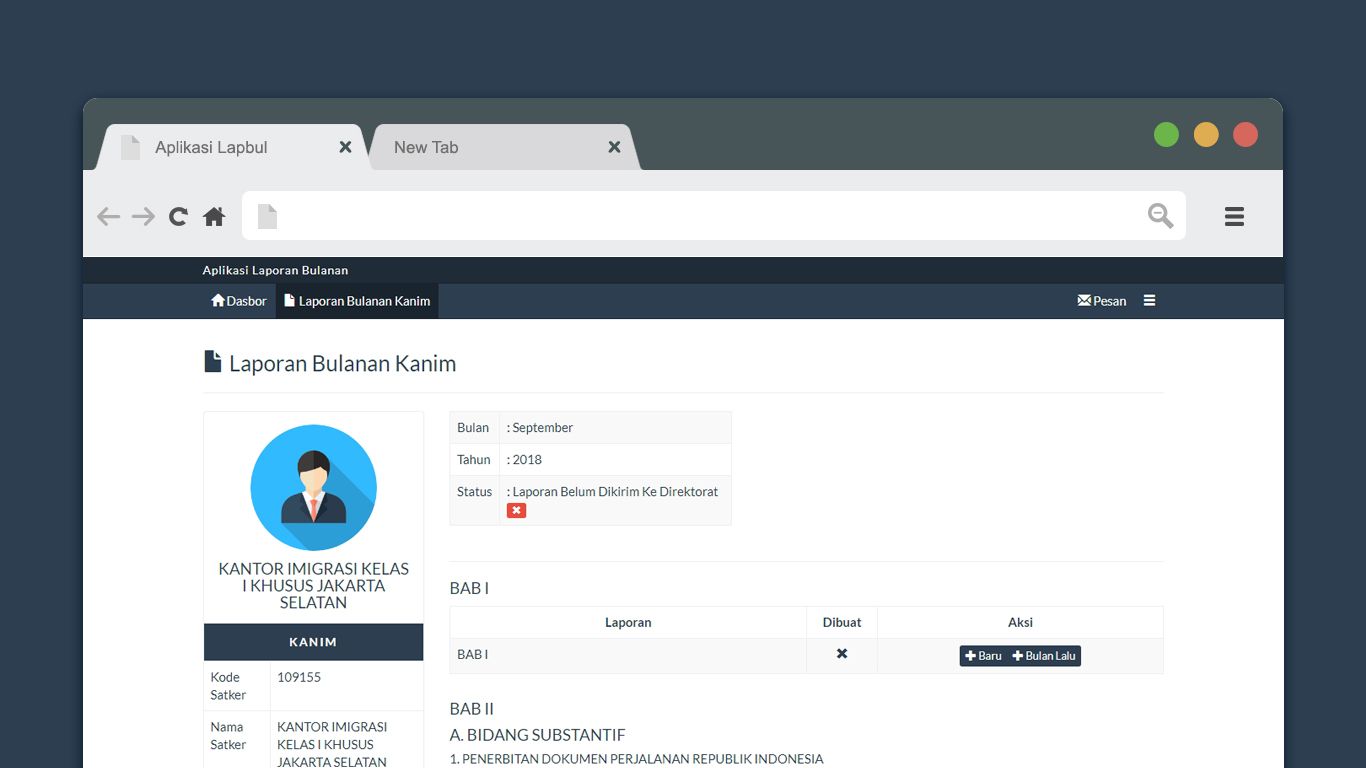 Aplikasi Lapbul
New Tab
Aplikasi Laporan Bulanan
Dasbor
Laporan Bulanan Kanim
Pesan
Laporan Bulanan Kanim
KANTOR IMIGRASI KELAS
I KHUSUS JAKARTA
SELATAN
KANIM
Kode
Satker
109155
Nama
Satker
KANTOR IMIGRASI
KELAS I KHUSUS
JAKARTA SELATAN
Bulan : September
Tahun : 2018
Status : Laporan Belum Dikirim Ke Direktorat
BAB I
Laporan Dibuat Aksi
BAB I Baru Bulan Lalu
BAB II
A. BIDANG SUBSTANTIF
1. PENERBITAN DOKUMEN PERJALANAN REPUBLIK INDONESIA